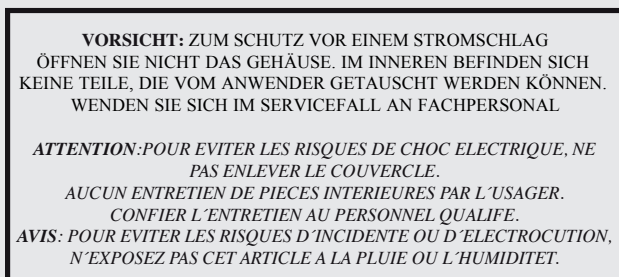 VORSICHT: ZUM SCHUTZ VOR EINEM STROMSCHLAG
ÖFFNEN SIE NICHT DAS GEHÄUSE. IM INNEREN BEFINDEN SICH
KEINE TEILE, DIE VOM ANWENDER GETAUSCHT WERDEN KÖNNEN.
WENDEN SIE SICH IM SERVICEFALL AN FACHPERSONAL
ATTENTION:POUR EVITER LES RISQUES DE CHOC ELECTRIQUE, NE
PAS ENLEVER LE COUVERCLE.
AUCUN ENTRETIEN DE PIECES INTERIEURES PAR L´USAGER.
CONFIER L´ENTRETIEN AU PERSONNEL QUALIFE.
AVIS: POUR EVITER LES RISQUES D´INCIDENTE OU D´ELECTROCUTION,
N´EXPOSEZ PAS CET ARTICLE A LA PLUIE OU L´HUMIDITET.